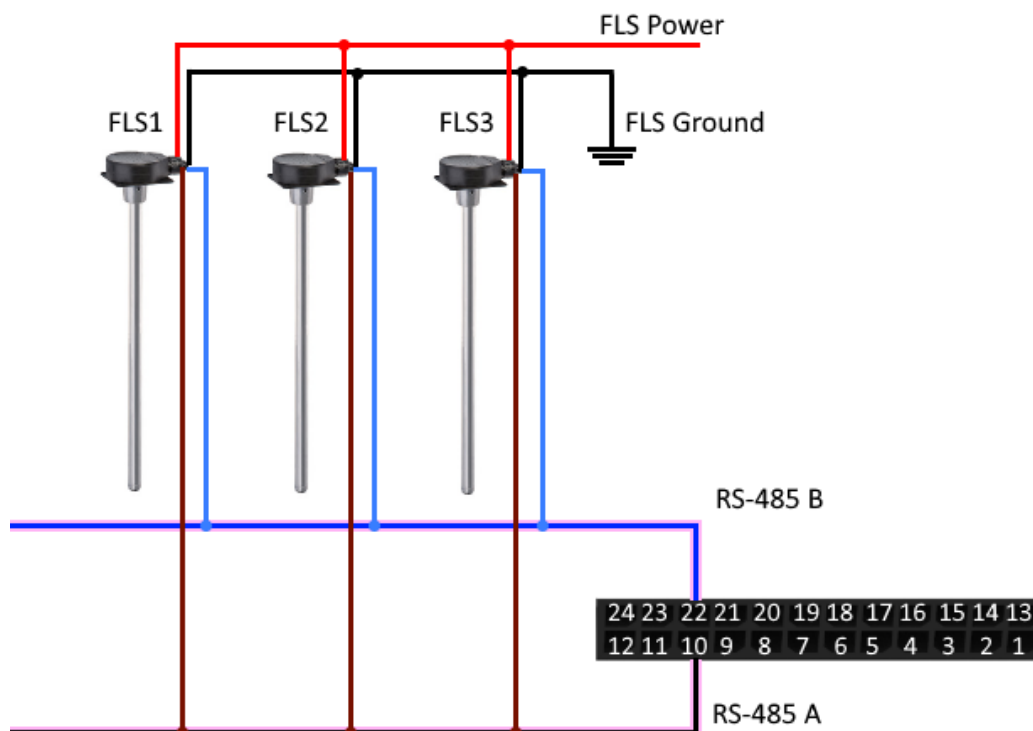 FLS Power
FLS1
FLS2
FLS3
FLS Ground
RS-485 B
24 23 22 21 20 19 18 17 16 15 14 13
12 11 10 9 8 7 6 5 4 3 2 1
RS-485 A